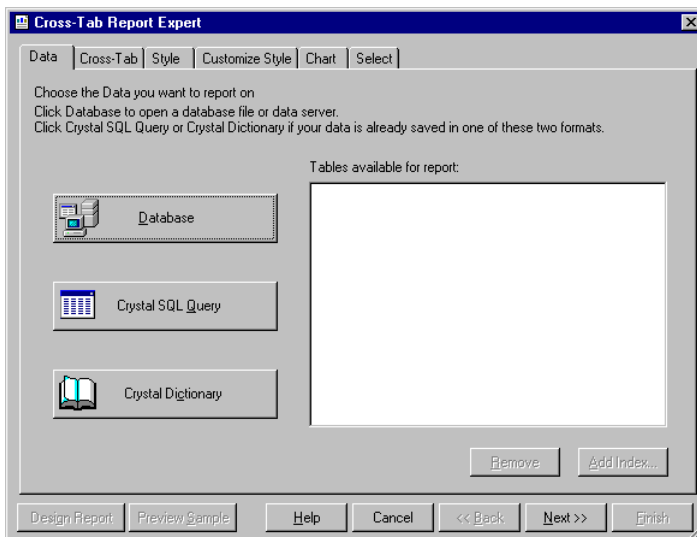 Cross-Tab Report Expert
Data Cross-Tab Style Customize Style Chart Select
Choose the Data you want to report on
Click Database to open a database file or data server.
Click Crystal SQL Query or Crystal Dictionary if your data is already saved in one of these two formats.
Tables available for report:
Database
Crystal SQL Query
Crystal Dictionary
Remove Add Index...
Design Report Preview Sample Help Cancel << Back Next >> Finish